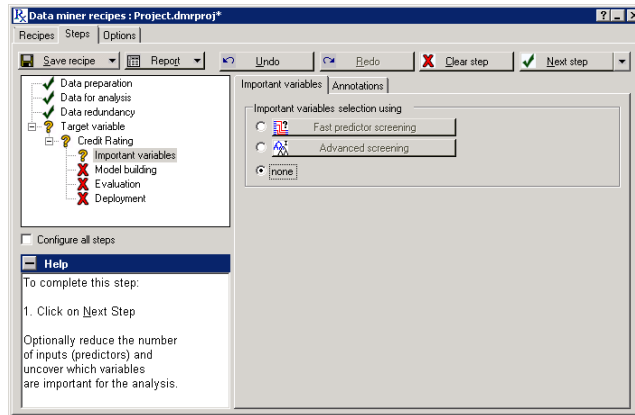 Data miner recipes : Project.dmrproj*
Recipes Steps Options
Save recipe Report Undo Redo Clear step Next step
Data preparation
Data for analysis
Data redundancy
Target variable
Credit Rating
Important variables
Model building
Evaluation
Deployment
Configure all steps
Help
To complete this step:
1. Click on Next Step
Optionally reduce the number
of inputs (predictors) and
uncover which variables
are important for the analysis.
Important variables Annotations
Important variables selection using
Fast predictor screening
Advanced screening
none